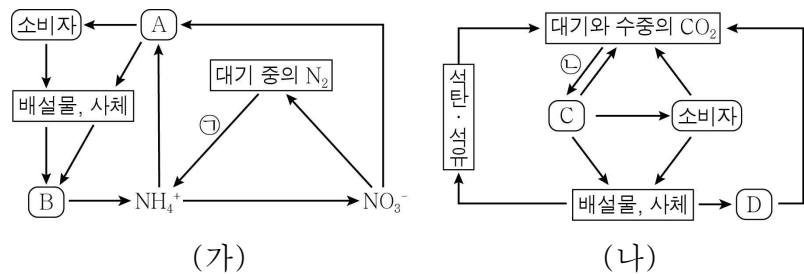 소비자
A
대기 중의 N₂
배설물, 사체
㉠
B
NH₄⁺
NO₃⁻
(가)
대기와 수중의 CO₂
㉡
석탄·석유
C
소비자
배설물, 사체
D
(나)